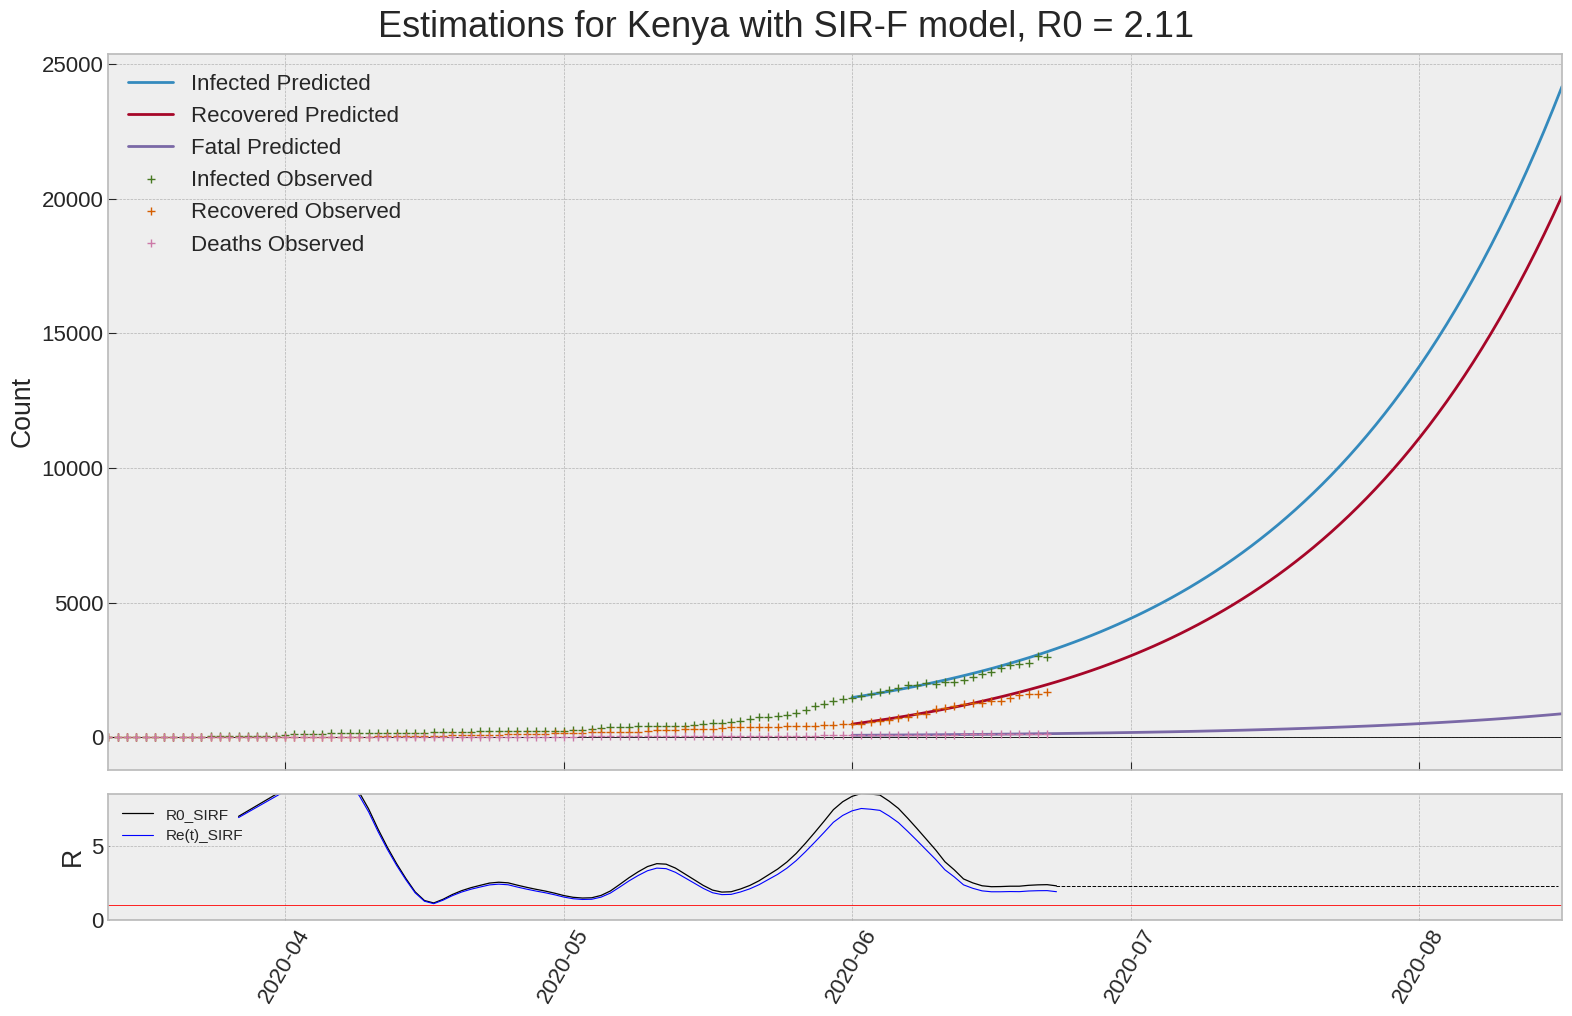 Estimations for Kenya with SIR-F model, R0 = 2.11
25000
20000
15000
10000
5000
0
Count
Infected Predicted
Recovered Predicted
Fatal Predicted
Infected Observed
Recovered Observed
Deaths Observed
R0_SIRF
Re(t)_SIRF
5
0
R
2020-04
2020-05
2020-06
2020-07
2020-08